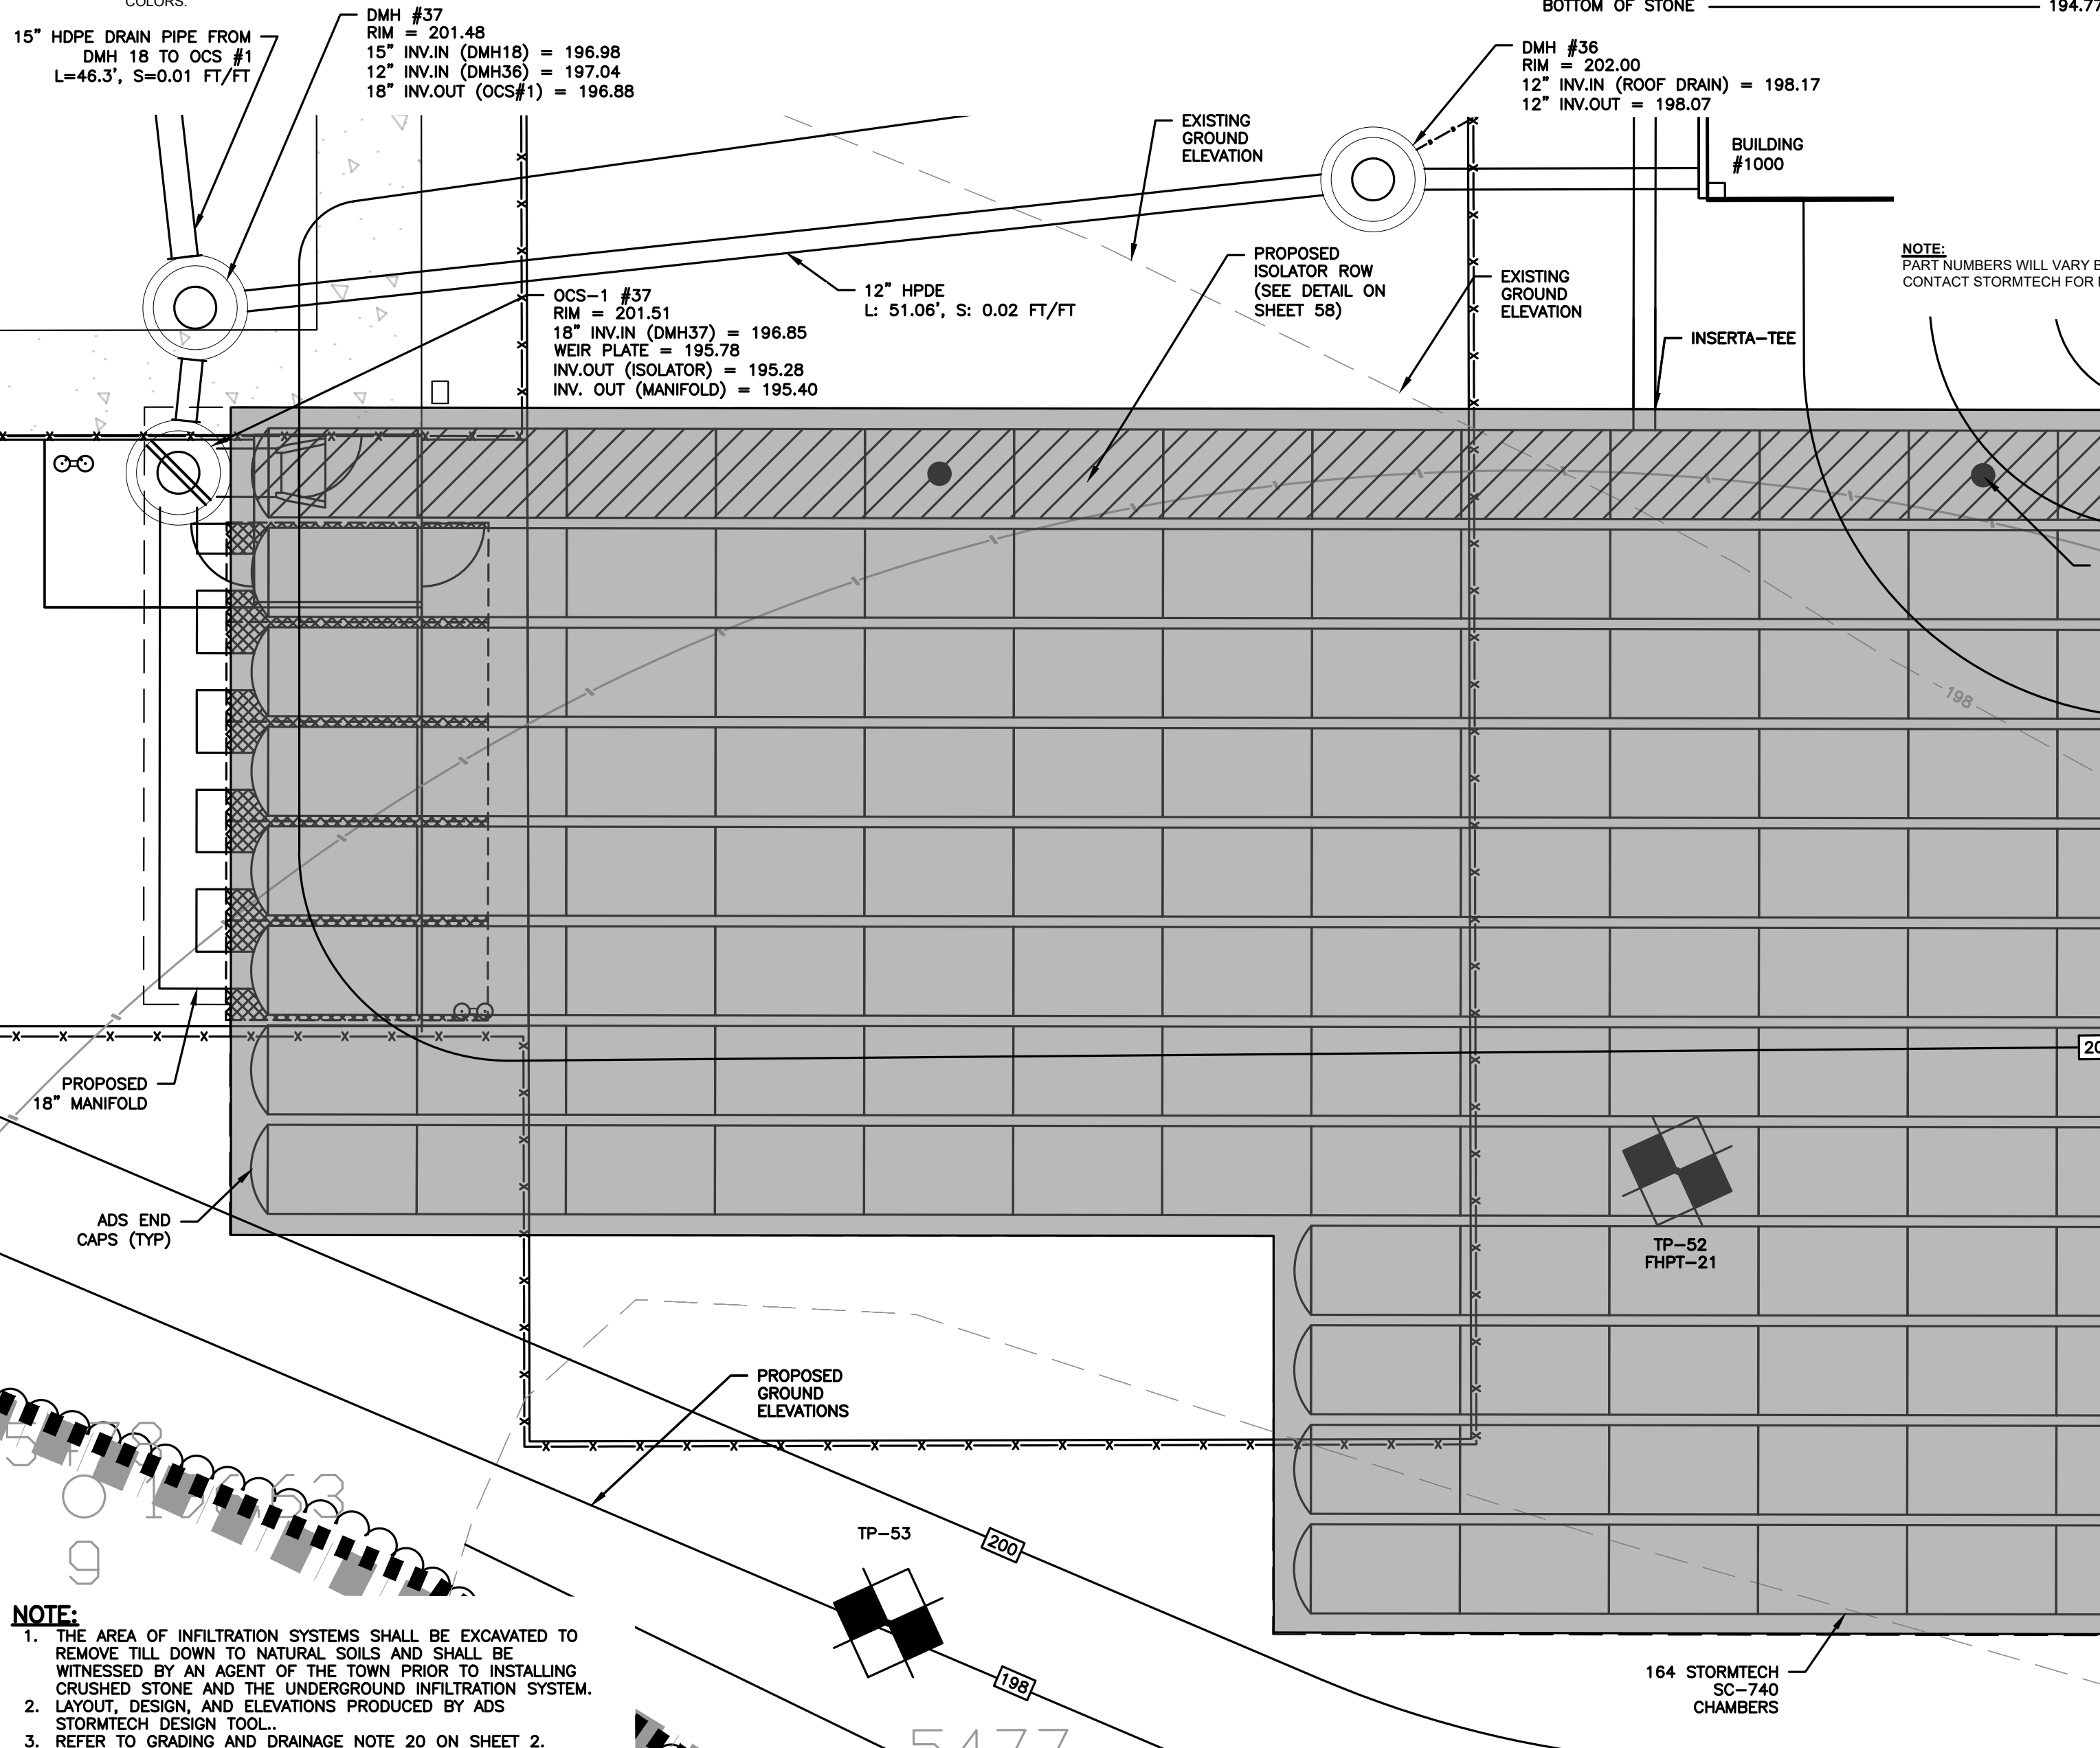 COLORS.
15" HDPE DRAIN PIPE FROM
DMH 18 TO OCS #1
L=46.3', S=0.01 FT/FT
DMH #37
RIM = 201.48
15" INV.IN (DMH18) = 196.98
12" INV.IN (DMH36) = 197.04
18" INV.OUT (OCS#1) = 196.88
BOTTOM OF STONE 194.77
DMH #36
RIM = 202.00
12" INV.IN (ROOF DRAIN) = 198.17
12" INV.OUT = 198.07
EXISTING
GROUND
ELEVATION
BUILDING
#1000
NOTE:
PART NUMBERS WILL VARY
CONTACT STORMTECH FOR
PROPOSED
ISOLATOR ROW
(SEE DETAIL ON
SHEET 58)
EXISTING
GROUND
ELEVATION
12" HPDE
L: 51.06', S: 0.02 FT/FT
OCS-1 #37
RIM = 201.51
18" INV.IN (DMH37) = 196.85
WEIR PLATE = 195.78
INV.OUT (ISOLATOR) = 195.28
INV. OUT (MANIFOLD) = 195.40
INSERTA-TEE
198
20
PROPOSED
18" MANIFOLD
ADS END
CAPS (TYP)
TP-52
FHPT-21
PROPOSED
GROUND
ELEVATIONS
TP-53
200
198
9
5477
164 STORMTECH
SC-740
CHAMBERS
NOTE:
1. THE AREA OF INFILTRATION SYSTEMS SHALL BE EXCAVATED TO
REMOVE TILL DOWN TO NATURAL SOILS AND SHALL BE
WITNESSED BY AN AGENT OF THE TOWN PRIOR TO INSTALLING
CRUSHED STONE AND THE UNDERGROUND INFILTRATION SYSTEM.
2. LAYOUT, DESIGN, AND ELEVATIONS PRODUCED BY ADS
STORMTECH DESIGN TOOL..
3. REFER TO GRADING AND DRAINAGE NOTE 20 ON SHEET 2.